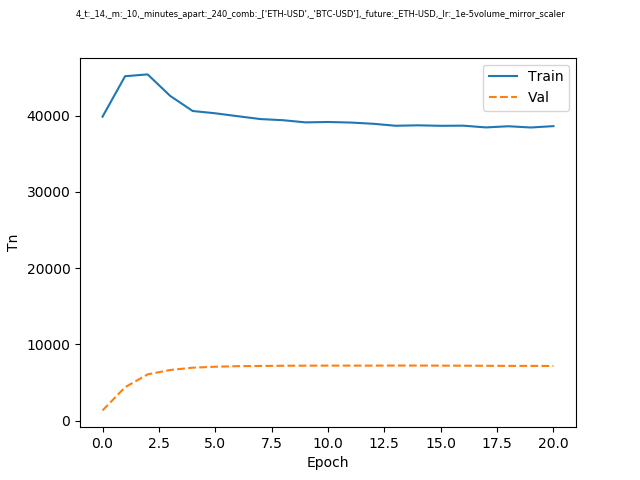 4_t:_14,_m:_10,_minutes_apart:_240_comb:_['ETH-USD',_'BTC-USD'],_future:_ETH-USD,_lr:_1e-5volume_mirror_scaler
Train
Val
40000
30000
20000
10000
0
Tn
0.0 2.5 5.0 7.5 10.0 12.5 15.0 17.5 20.0
Epoch